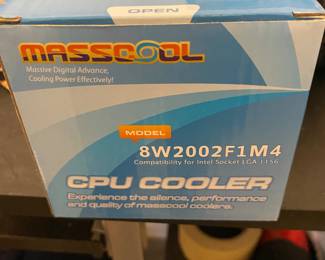 OPEN
MASSCOOL
Massive Digital Advance,
Cooling Power Effectively!
MODEL
8W2002F1M4
Compatibility for Intel Socket LGA 1156
CPU COOLER
Experience the silence, performance
and quality of masscool coolers.